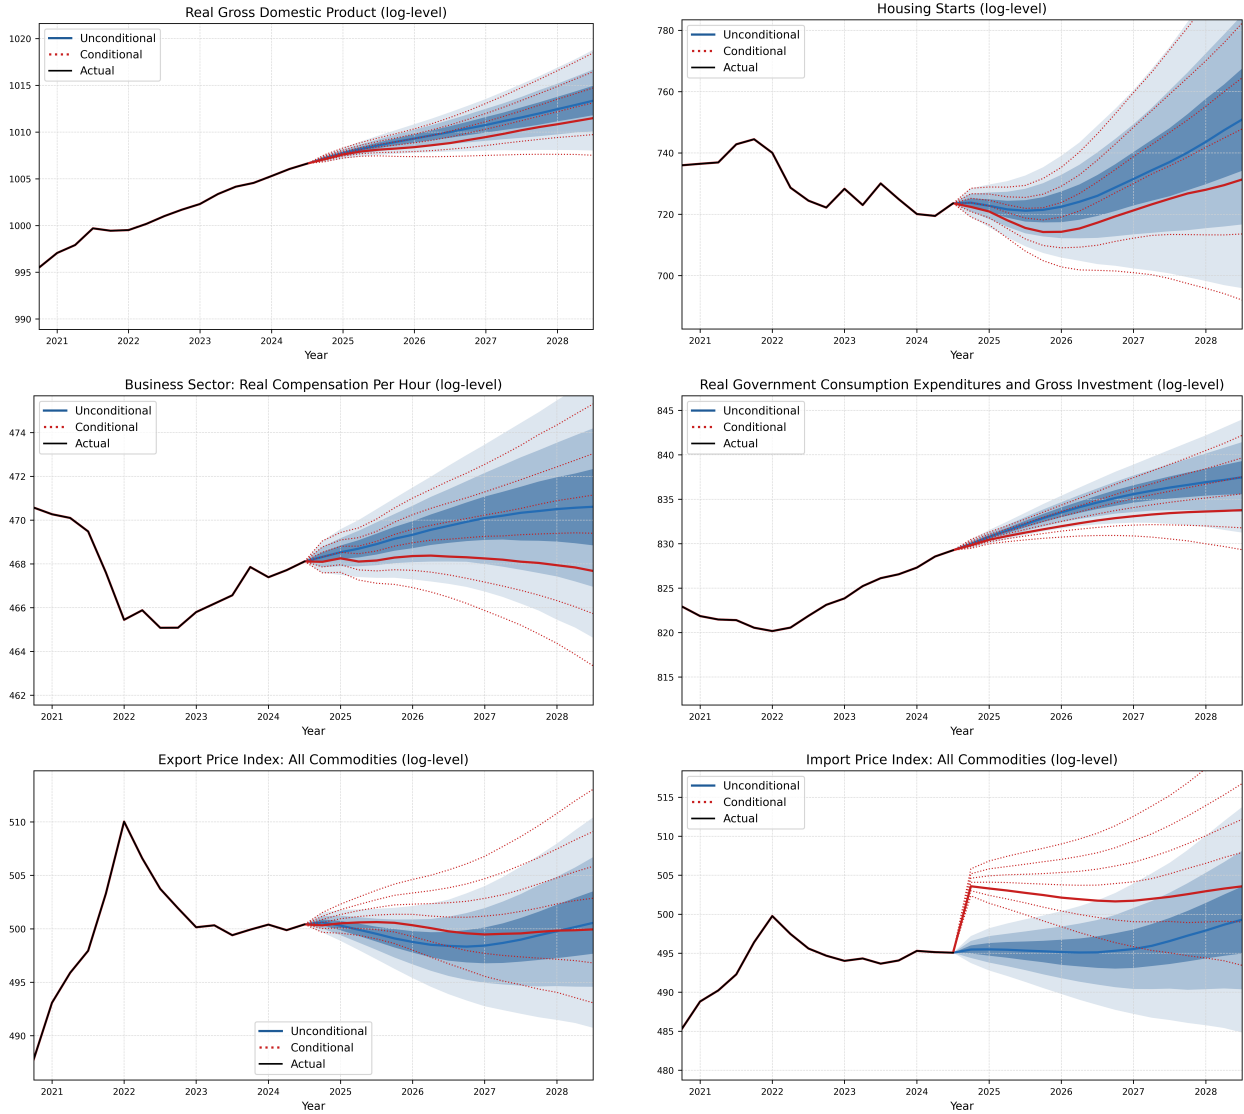 Real Gross Domestic Product (log-level)
1020
1015
1010
1005
1000
995
990
Unconditional
Conditional
Actual
2021 2022 2023 2024 2025 2026 2027 2028
Year
Housing Starts (log-level)
780
760
740
720
700
Unconditional
Conditional
Actual
2021 2022 2023 2024 2025 2026 2027 2028
Year
Business Sector: Real Compensation Per Hour (log-level)
474
472
470
468
466
464
462
Unconditional
Conditional
Actual
2021 2022 2023 2024 2025 2026 2027 2028
Year
Real Government Consumption Expenditures and Gross Investment (log-level)
845
840
835
830
825
820
815
Unconditional
Conditional
Actual
2021 2022 2023 2024 2025 2026 2027 2028
Year
Export Price Index: All Commodities (log-level)
510
505
500
495
490
Unconditional
Conditional
Actual
2021 2022 2023 2024 2025 2026 2027 2028
Year
Import Price Index: All Commodities (log-level)
515
510
505
500
495
490
485
480
Unconditional
Conditional
Actual
2021 2022 2023 2024 2025 2026 2027 2028
Year